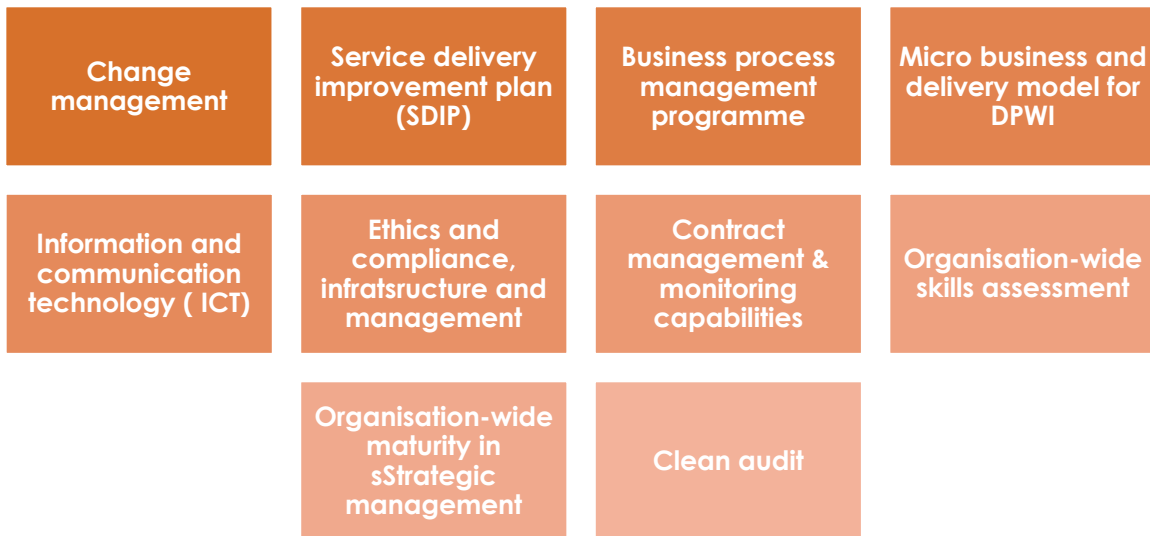 Change
management
Service delivery
improvement plan
(SDIP)
Business process
management
programme
Micro business and
delivery model for
DPWI
Information and
communication
technology ( ICT)
Ethics and
compliance,
infratsructure and
management
Contract
management &
monitoring
capabilities
Organisation-wide
skills assessment
Organisation-wide
maturity in
sStrategic
management
Clean audit